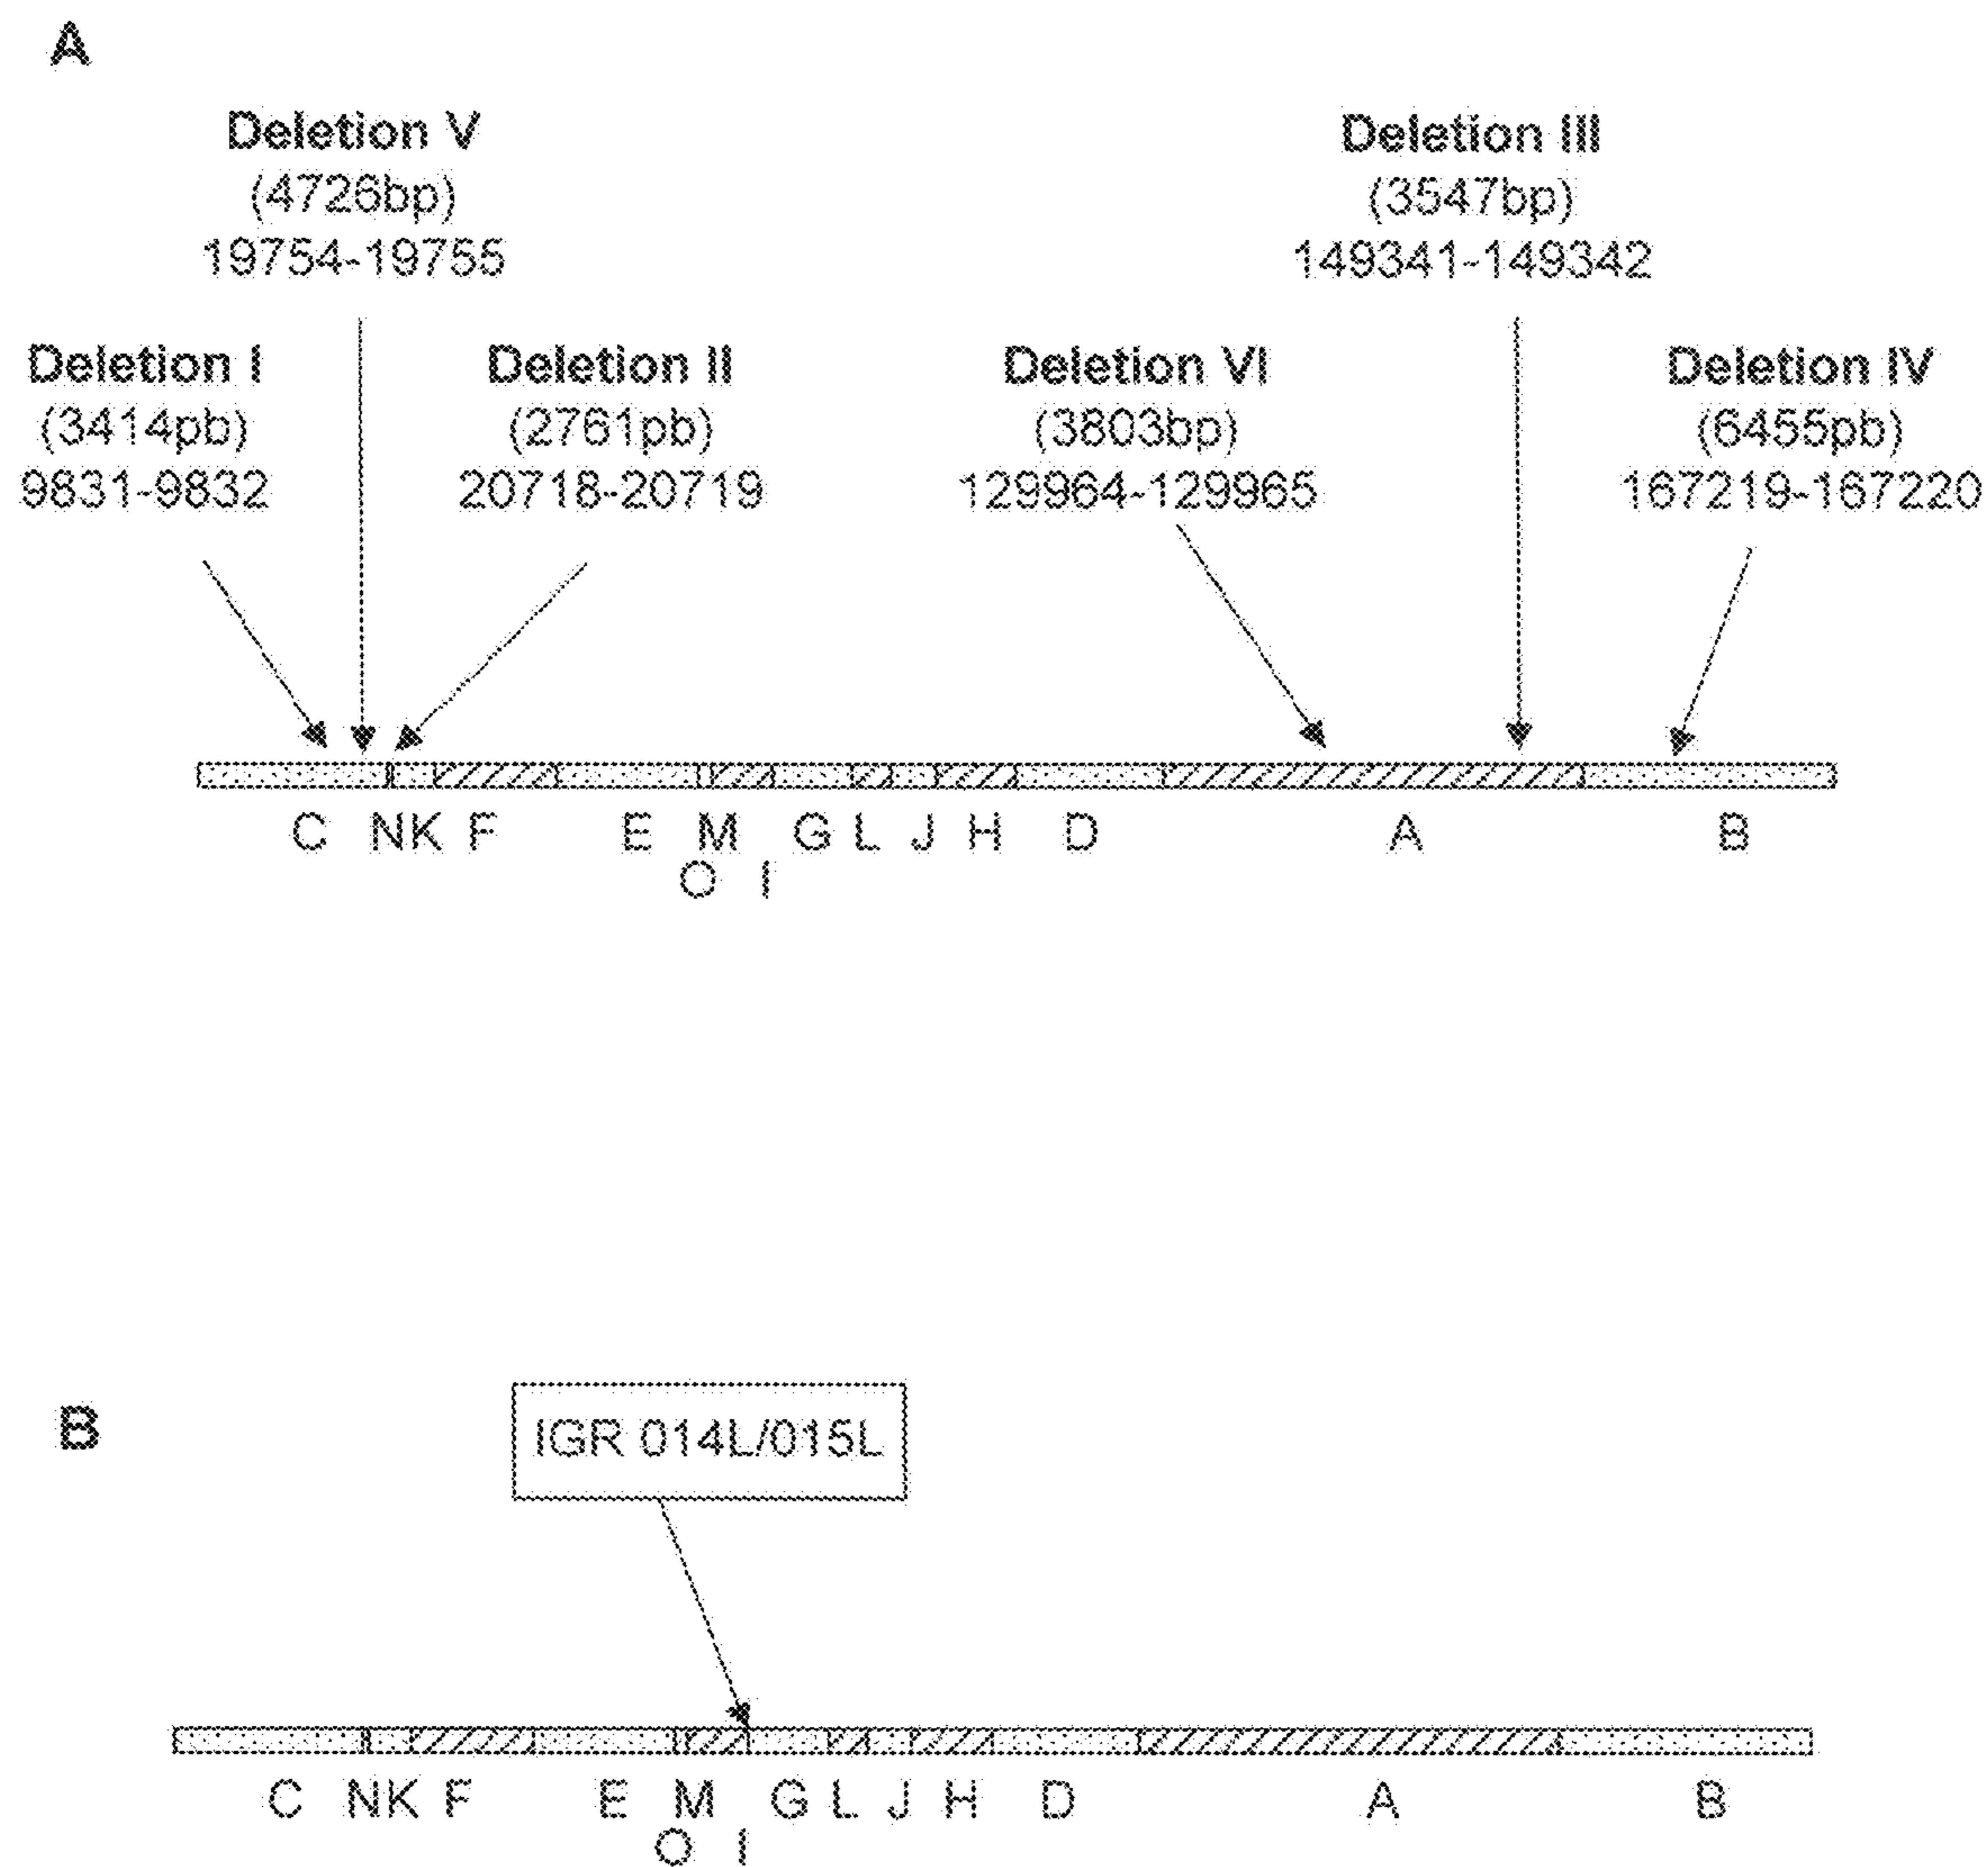 A
Deletion V
(4726bp)
19754-19755
Deletion III
(3547bp)
149341-149342
Deletion I
(3414pb)
9831-9832
Deletion II
(2761pb)
20718-20719
Deletion VI
(3803bp)
129964-129965
Deletion IV
(6455pb)
167219-167220
C NK F E M G L J H D A B
O I
B
IGR 014L/015L
C NK F E M G L J H D A B
O I